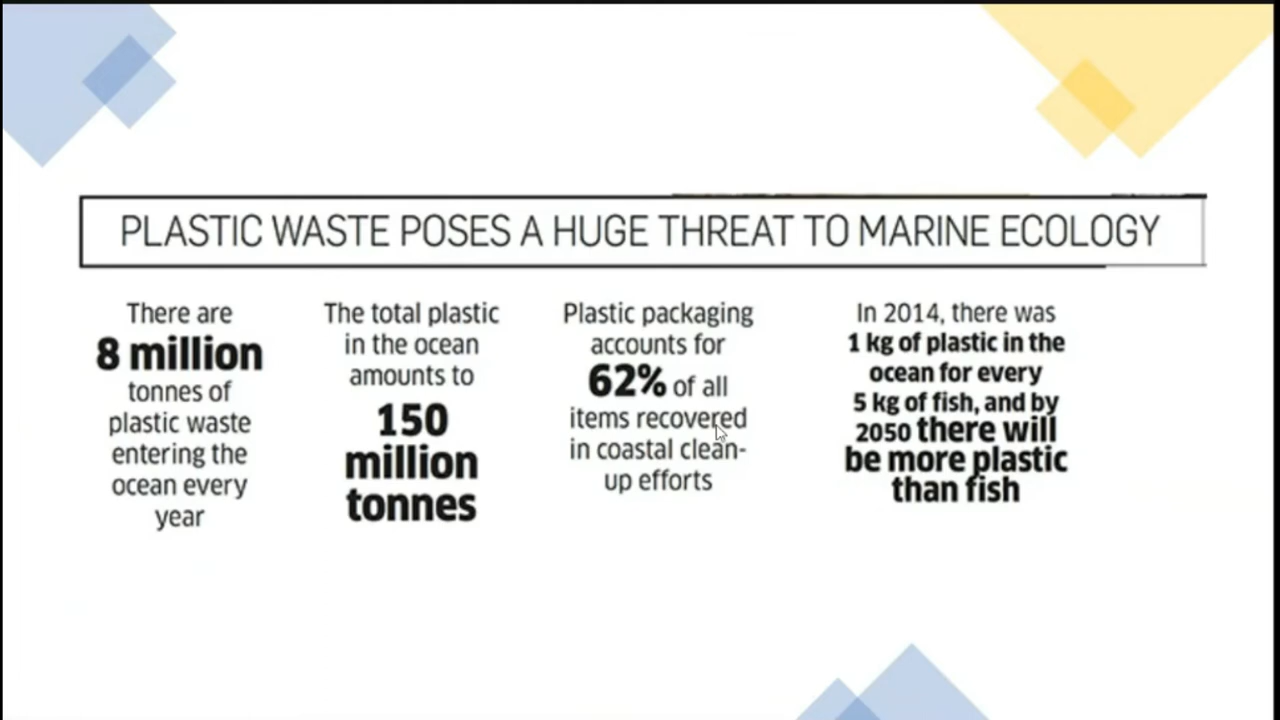 PLASTIC WASTE POSES A HUGE THREAT TO MARINE ECOLOGY
There are
8 million
tonnes of
plastic waste
entering the
ocean every
year
The total plastic
in the ocean
amounts to
150
million
tonnes
Plastic packaging
accounts for
62% of all
items recovered
in coastal clean-
up efforts
In 2014, there was
1 kg of plastic in the
ocean for every
5 kg of fish, and by
2050 there will
be more plastic
than fish